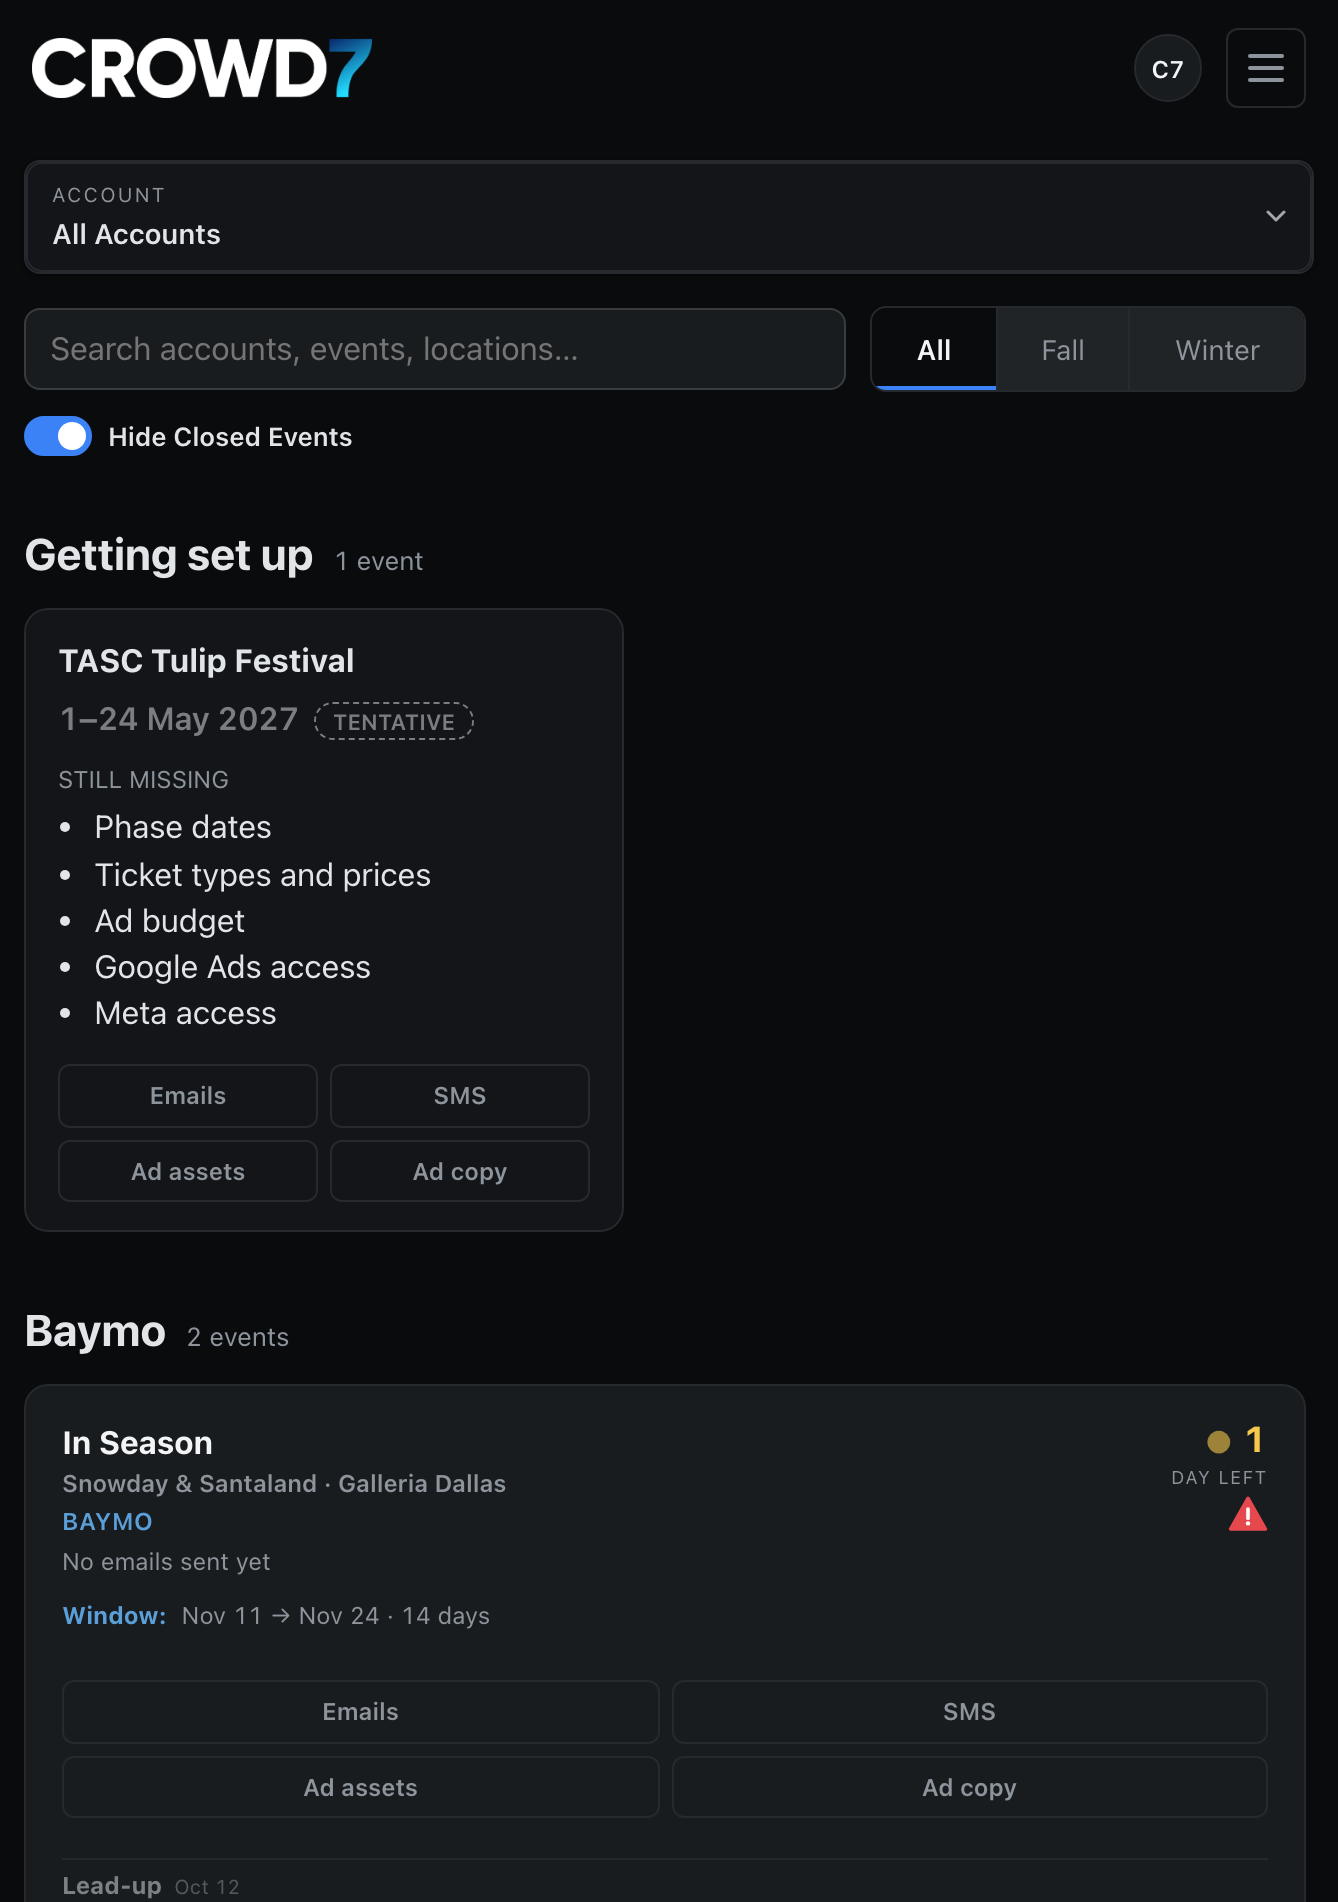 CROWD7
C7
ACCOUNT
All Accounts
Search accounts, events, locations...
All
Fall
Winter
Hide Closed Events
Getting set up 1 event
TASC Tulip Festival
1–24 May 2027 TENTATIVE
STILL MISSING
• Phase dates
• Ticket types and prices
• Ad budget
• Google Ads access
• Meta access
Emails
SMS
Ad assets
Ad copy
Baymo 2 events
In Season
1
Snowday & Santaland · Galleria Dallas
DAY LEFT
BAYMO
No emails sent yet
Window: Nov 11 → Nov 24 · 14 days
Emails
SMS
Ad assets
Ad copy
Lead-up Oct 12